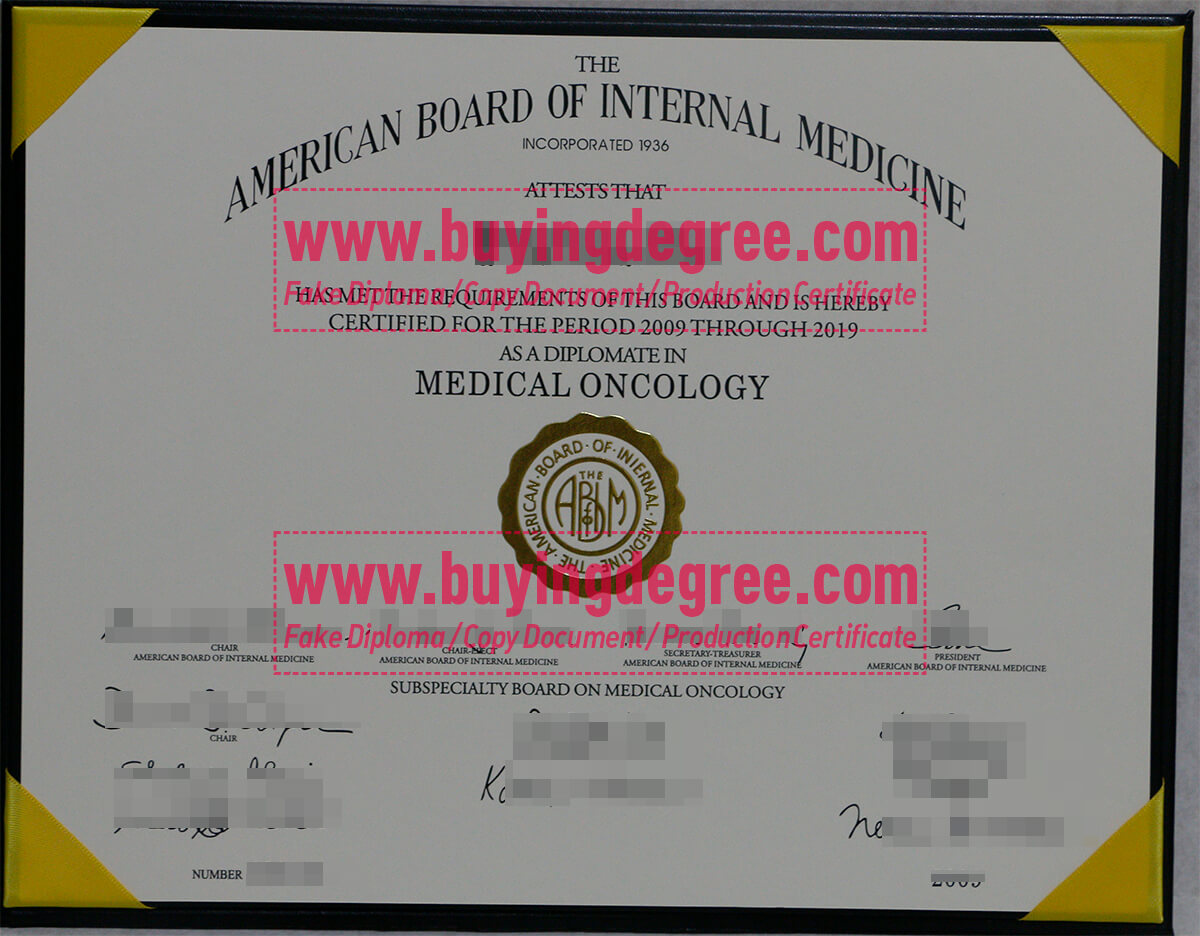 THE
AMERICAN BOARD OF INTERNAL MEDICINE
INCORPORATED 1936
ATTESTS THAT
www.buyingdegree.com
Fake Diploma/Copy Document/Production Certificate
HAS MET THE REQUIREMENTS OF THIS BOARD AND IS HEREBY
CERTIFIED FOR THE PERIOD 2009 THROUGH 2019
AS A DIPLOMATE IN
MEDICAL ONCOLOGY
THE · AMERICAN · BOARD · OF · INTERNAL · MEDICINE ·
THE
ABIM
of
www.buyingdegree.com
Fake Diploma/Copy Document/Production Certificate
CHAIR
AMERICAN BOARD OF INTERNAL MEDICINE
CHAIR-ELECT
AMERICAN BOARD OF INTERNAL MEDICINE
SECRETARY-TREASURER
AMERICAN BOARD OF INTERNAL MEDICINE
PRESIDENT
AMERICAN BOARD OF INTERNAL MEDICINE
SUBSPECIALTY BOARD ON MEDICAL ONCOLOGY
CHAIR
NUMBER